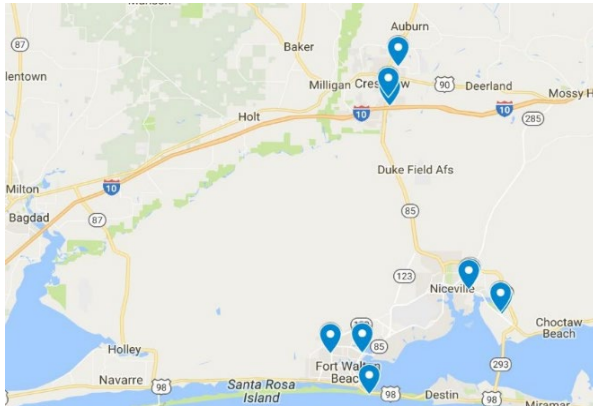 Auburn
87
Baker
Milligan
90
Deerland
Mossy H
10
10
Holt
285
Duke Field Afs
Milton
10
Bagdad
87
85
123
Niceville
Choctaw
Beach
85
Holley
Fort Walton
Beach
293
Navarre
98
Santa Rosa
Island
98
Destin
98
Miramar